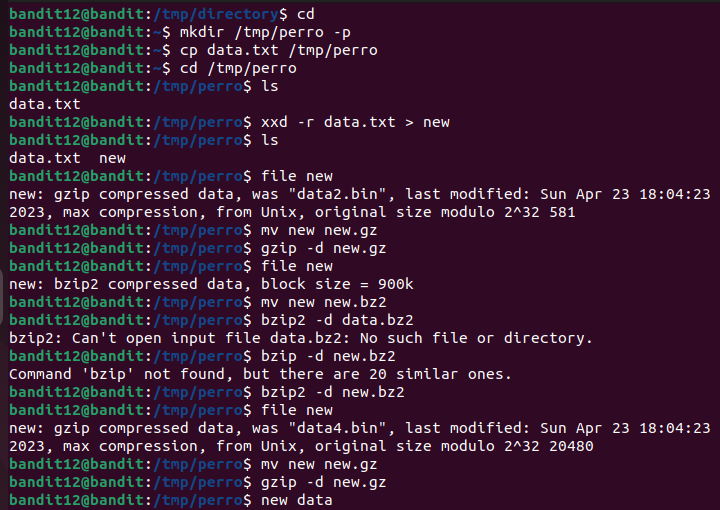 bandit12@bandit:/tmp/directory$ cd
bandit12@bandit:~$ mkdir /tmp/perro -p
bandit12@bandit:~$ cp data.txt /tmp/perro
bandit12@bandit:~$ cd /tmp/perro
bandit12@bandit:/tmp/perro$ ls
data.txt
bandit12@bandit:/tmp/perro$ xxd -r data.txt > new
bandit12@bandit:/tmp/perro$ ls
data.txt  new
bandit12@bandit:/tmp/perro$ file new
new: gzip compressed data, was "data2.bin", last modified: Sun Apr 23 18:04:23
2023, max compression, from Unix, original size modulo 2^32 581
bandit12@bandit:/tmp/perro$ mv new new.gz
bandit12@bandit:/tmp/perro$ gzip -d new.gz
bandit12@bandit:/tmp/perro$ file new
new: bzip2 compressed data, block size = 900k
bandit12@bandit:/tmp/perro$ mv new new.bz2
bandit12@bandit:/tmp/perro$ bzip2 -d data.bz2
bzip2: Can't open input file data.bz2: No such file or directory.
bandit12@bandit:/tmp/perro$ bzip -d new.bz2
Command 'bzip' not found, but there are 20 similar ones.
bandit12@bandit:/tmp/perro$ bzip2 -d new.bz2
bandit12@bandit:/tmp/perro$ file new
new: gzip compressed data, was "data4.bin", last modified: Sun Apr 23 18:04:23
2023, max compression, from Unix, original size modulo 2^32 20480
bandit12@bandit:/tmp/perro$ mv new new.gz
bandit12@bandit:/tmp/perro$ gzip -d new.gz
bandit12@bandit:/tmp/perro$ new data